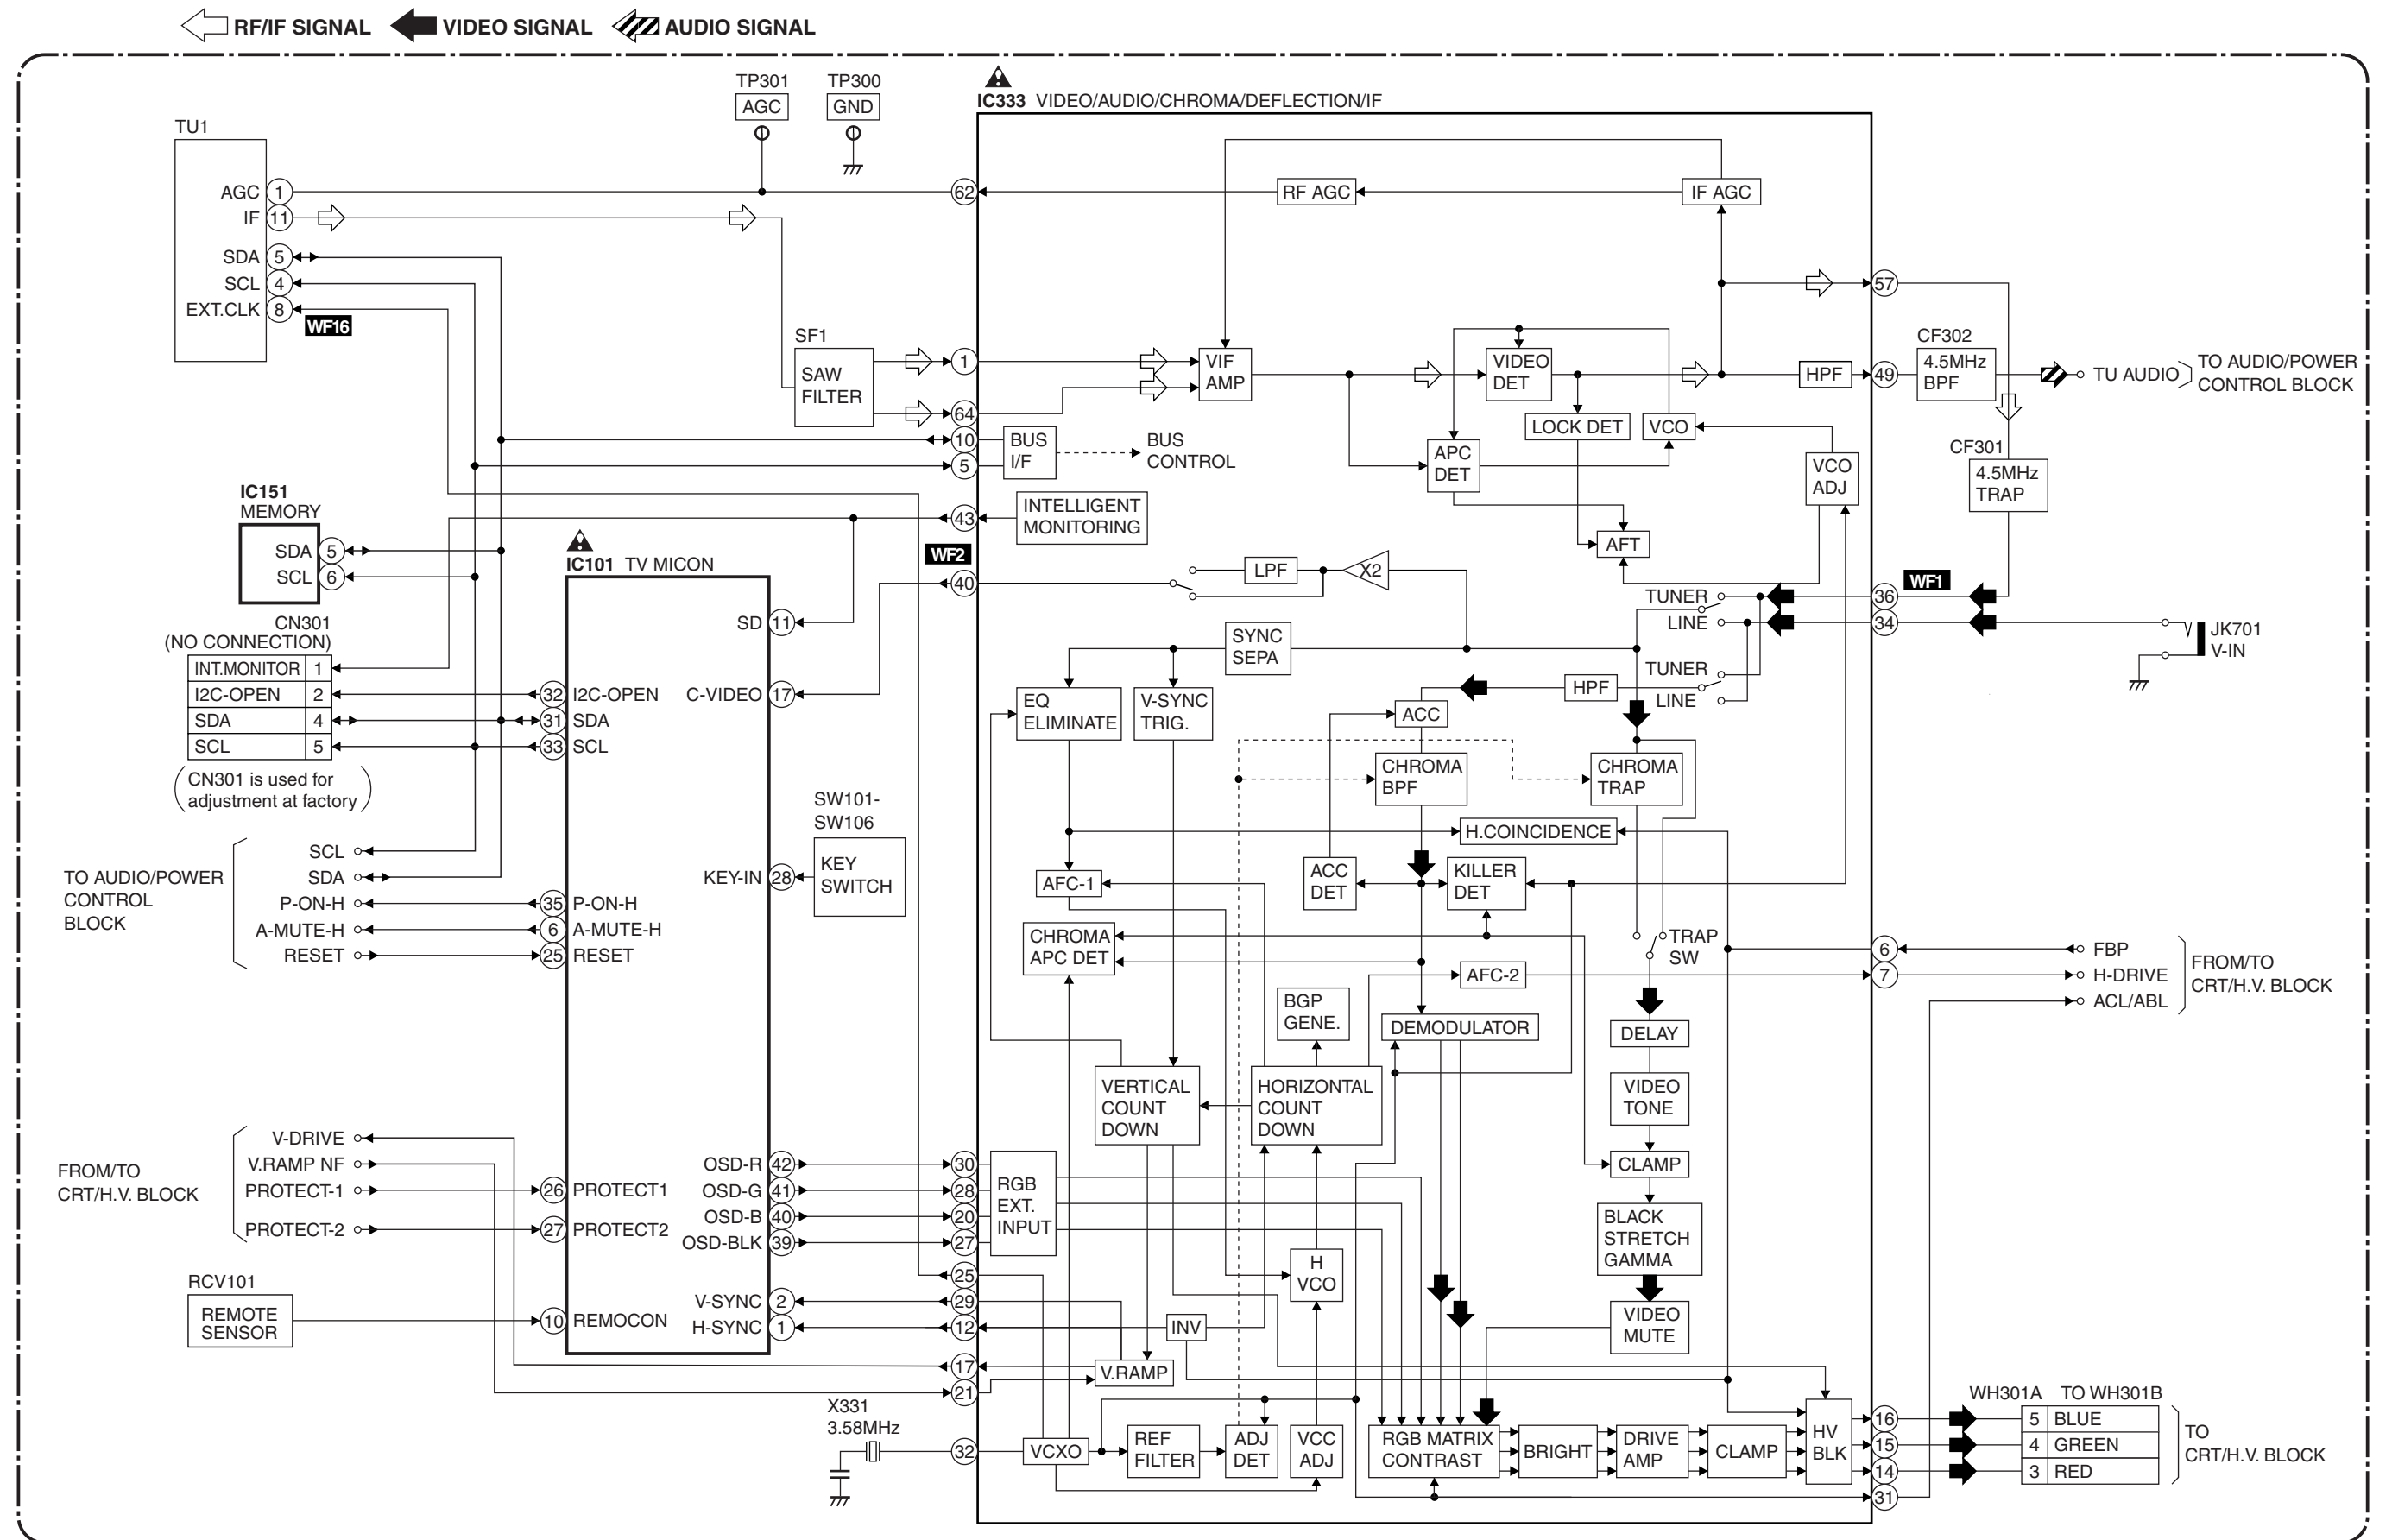 RF/IF SIGNAL VIDEO SIGNAL AUDIO SIGNAL
TP301 TP300
AGC GND
IC333 VIDEO/AUDIO/CHROMA/DEFLECTION/IF
TU1
AGC 1
IF 11
SDA 5
SCL 4
EXT.CLK 8
WF16
62
RF AGC
IF AGC
57
SF1
SAW
FILTER
1
64
10
5
VIF
AMP
VIDEO
DET
HPF
49
CF302
4.5MHz
BPF
TU AUDIO
TO AUDIO/POWER
CONTROL BLOCK
LOCK DET
VCO
BUS
I/F
BUS
CONTROL
APC
DET
VCO
ADJ
CF301
4.5MHz
TRAP
IC151
MEMORY
SDA 5
SCL 6
43
INTELLIGENT
MONITORING
AFT
WF2
40
LPF
X2
IC101 TV MICON
TUNER
LINE
36
34
WF1
JK701
V-IN
CN301
(NO CONNECTION)
INT.MONITOR 1
I2C-OPEN 2
SDA 4
SCL 5
(CN301 is used for
adjustment at factory)
SD 11
C-VIDEO 17
32 I2C-OPEN
31 SDA
33 SCL
SYNC
SEPA
TUNER
LINE
HPF
EQ
ELIMINATE
V-SYNC
TRIG.
ACC
CHROMA
BPF
CHROMA
TRAP
SW101-
SW106
KEY
SWITCH
KEY-IN 28
H.COINCIDENCE
TO AUDIO/POWER
CONTROL
BLOCK
SCL
SDA
P-ON-H
A-MUTE-H
RESET
35 P-ON-H
6 A-MUTE-H
25 RESET
AFC-1
ACC
DET
KILLER
DET
CHROMA
APC DET
TRAP
SW
AFC-2
6
7
FBP
H-DRIVE
ACL/ABL
FROM/TO
CRT/H.V. BLOCK
BGP
GENE.
DEMODULATOR
DELAY
VERTICAL
COUNT
DOWN
HORIZONTAL
COUNT
DOWN
VIDEO
TONE
CLAMP
FROM/TO
CRT/H.V. BLOCK
V-DRIVE
V.RAMP NF
PROTECT-1
PROTECT-2
26 PROTECT1
27 PROTECT2
OSD-R 42
OSD-G 41
OSD-B 40
OSD-BLK 39
30
28
20
27
RGB
EXT.
INPUT
BLACK
STRETCH
GAMMA
H
VCO
25
29
12
17
21
RCV101
REMOTE
SENSOR
10 REMOCON
V-SYNC 2
H-SYNC 1
INV
VIDEO
MUTE
V.RAMP
X331
3.58MHz
32
VCXO
REF
FILTER
ADJ
DET
VCC
ADJ
RGB MATRIX
CONTRAST
BRIGHT
DRIVE
AMP
CLAMP
HV
BLK
16
15
14
31
WH301A TO WH301B
5 BLUE
4 GREEN
3 RED
TO
CRT/H.V. BLOCK